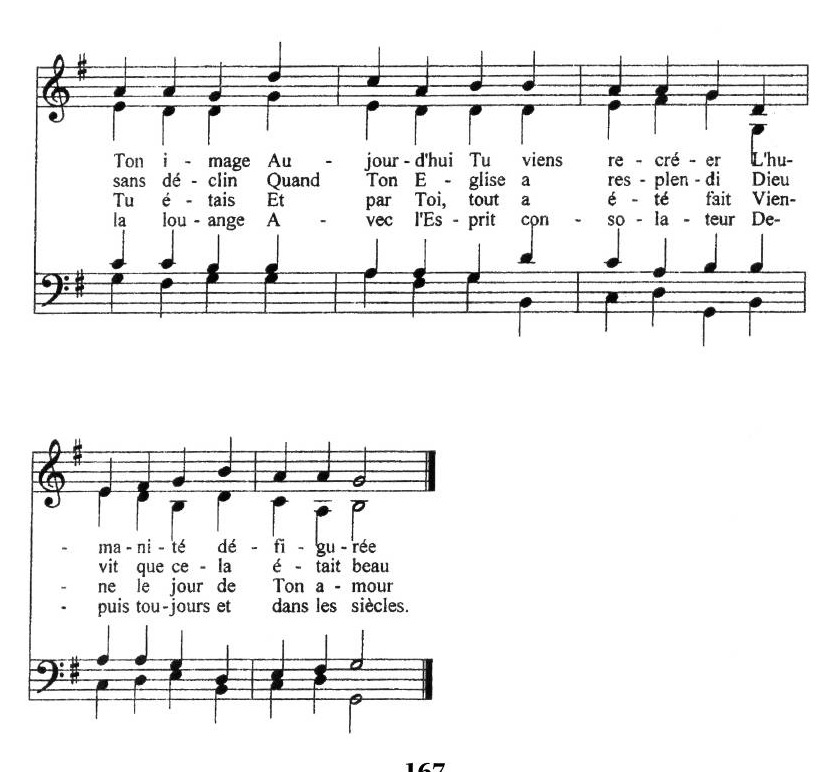 Ton i - mage Au - jour - d'hui Tu viens re - cré - er L'hu-
sans dé - clin Quand Ton E - glise a res - plen - di Dieu
Tu é - tais Et par Toi, tout a é - té fait Vien-
la lou - ange A - vec l'Es - prit con - so - la - teur De-
- ma - ni - té dé - fi - gu - rée
vit que ce - la é - tait beau
- ne le jour de Ton a - mour
- puis tou - jours et dans les siècles.
167